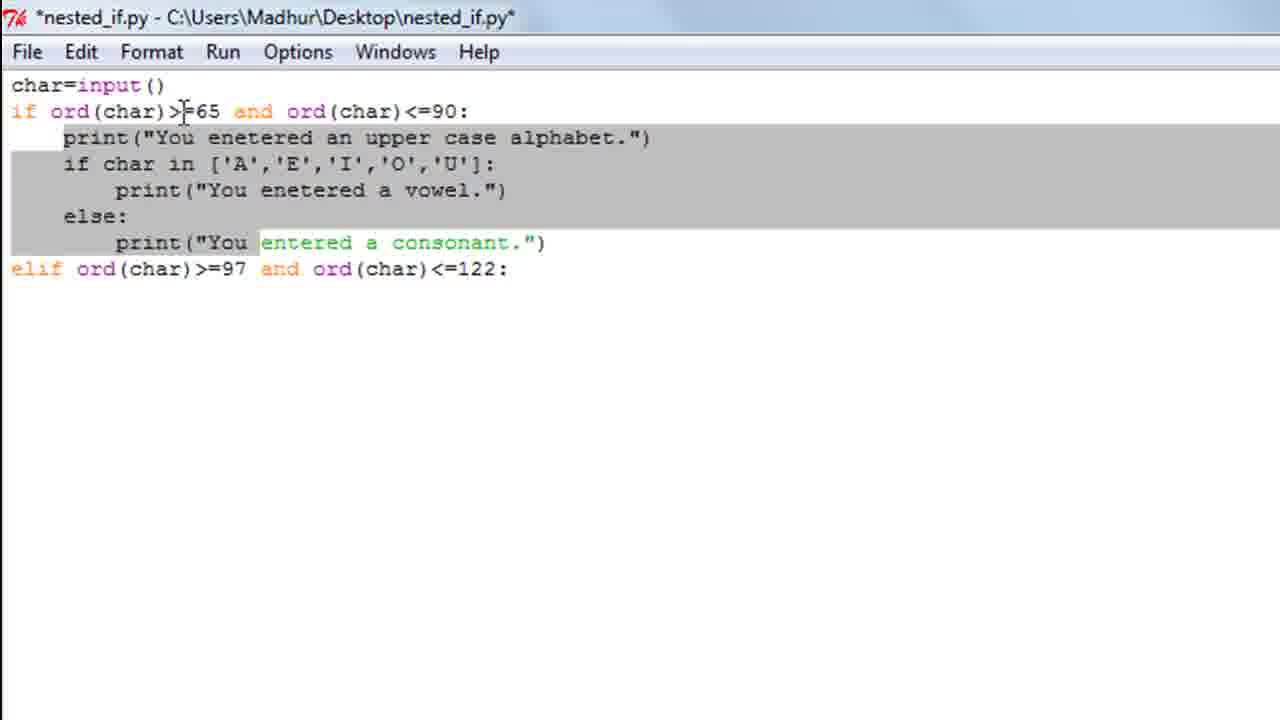 *nested_if.py - C:\Users\Madhur\Desktop\nested_if.py*
File Edit Format Run Options Windows Help
char=input()
if ord(char)>=65 and ord(char)<=90:
    print("You enetered an upper case alphabet.")
    if char in ['A','E','I','O','U']:
        print("You enetered a vowel.")
    else:
        print("You entered a consonant.")
elif ord(char)>=97 and ord(char)<=122: